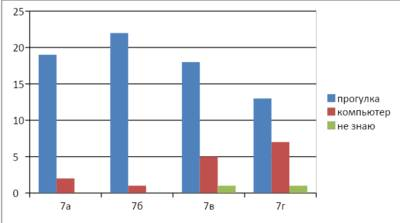 25
20
15
10
5
0
7а 7б 7в 7г
прогулка
компьютер
не знаю